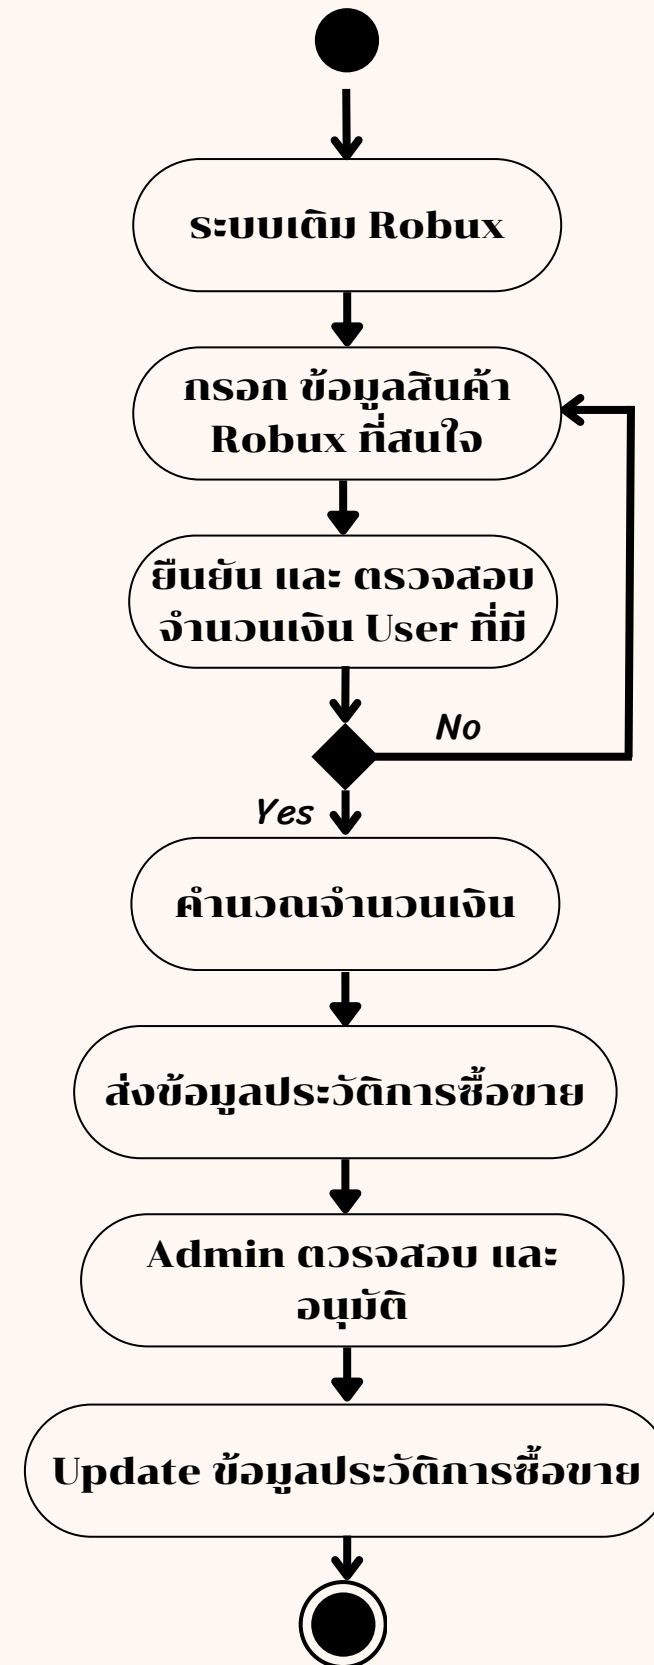 ระบบเติม Robux
กรอก ข้อมูลสินค้า
Robux ที่สนใจ
ยืนยัน และ ตรวจสอบ
จำนวนเงิน User ที่มี
No
Yes
คำนวณจำนวนเงิน
ส่งข้อมูลประวัติการซื้อขาย
Admin ตวรจสอบ และ
อนุมัติ
Update ข้อมูลประวัติการซื้อขาย